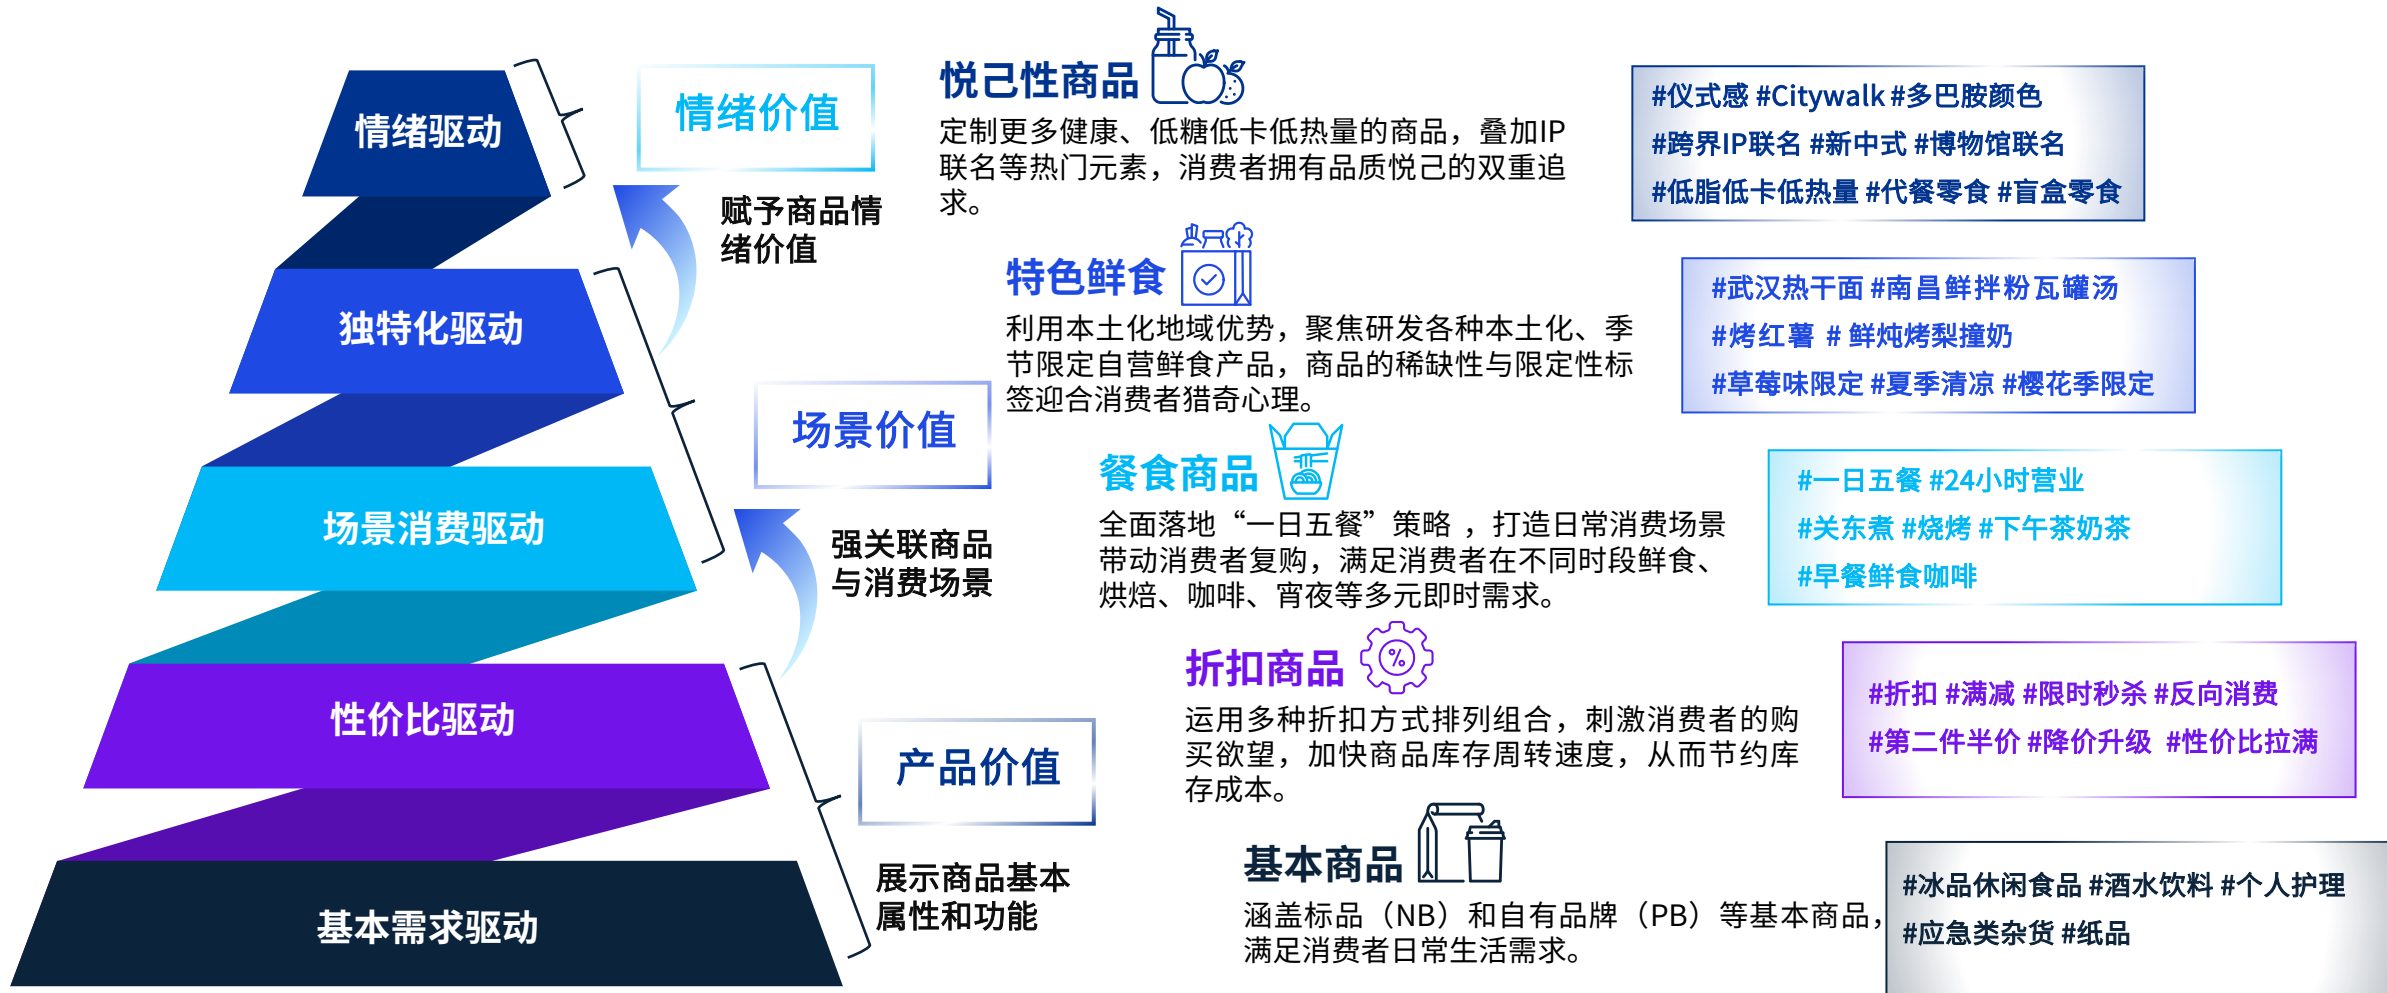 情绪驱动
独特化驱动
场景消费驱动
性价比驱动
基本需求驱动
情绪价值
赋予商品情
绪价值
场景价值
强关联商品
与消费场景
产品价值
展示商品基本
属性和功能
悦己性商品
定制更多健康、低糖低卡低热量的商品，叠加IP
联名等热门元素，消费者拥有品质悦己的双重追
求。
特色鲜食
利用本土化地域优势，聚焦研发各种本土化、季
节限定自营鲜食产品，商品的稀缺性与限定性标
签迎合消费者猎奇心理。
餐食商品
全面落地“一日五餐”策略 ，打造日常消费场景
带动消费者复购，满足消费者在不同时段鲜食、
烘焙、咖啡、宵夜等多元即时需求。
折扣商品
%
运用多种折扣方式排列组合，刺激消费者的购
买欲望，加快商品库存周转速度，从而节约库
存成本。
基本商品
涵盖标品（NB）和自有品牌（PB）等基本商品，
满足消费者日常生活需求。
#仪式感 #Citywalk #多巴胺颜色
#跨界IP联名 #新中式 #博物馆联名
#低脂低卡低热量 #代餐零食 #盲盒零食
#武汉热干面 #南昌鲜拌粉瓦罐汤
#烤红薯 # 鲜炖烤梨撞奶
#草莓味限定 #夏季清凉 #樱花季限定
#一日五餐 #24小时营业
#关东煮 #烧烤 #下午茶奶茶
#早餐鲜食咖啡
#折扣 #满减 #限时秒杀 #反向消费
#第二件半价 #降价升级 #性价比拉满
#冰品休闲食品 #酒水饮料 #个人护理
#应急类杂货 #纸品